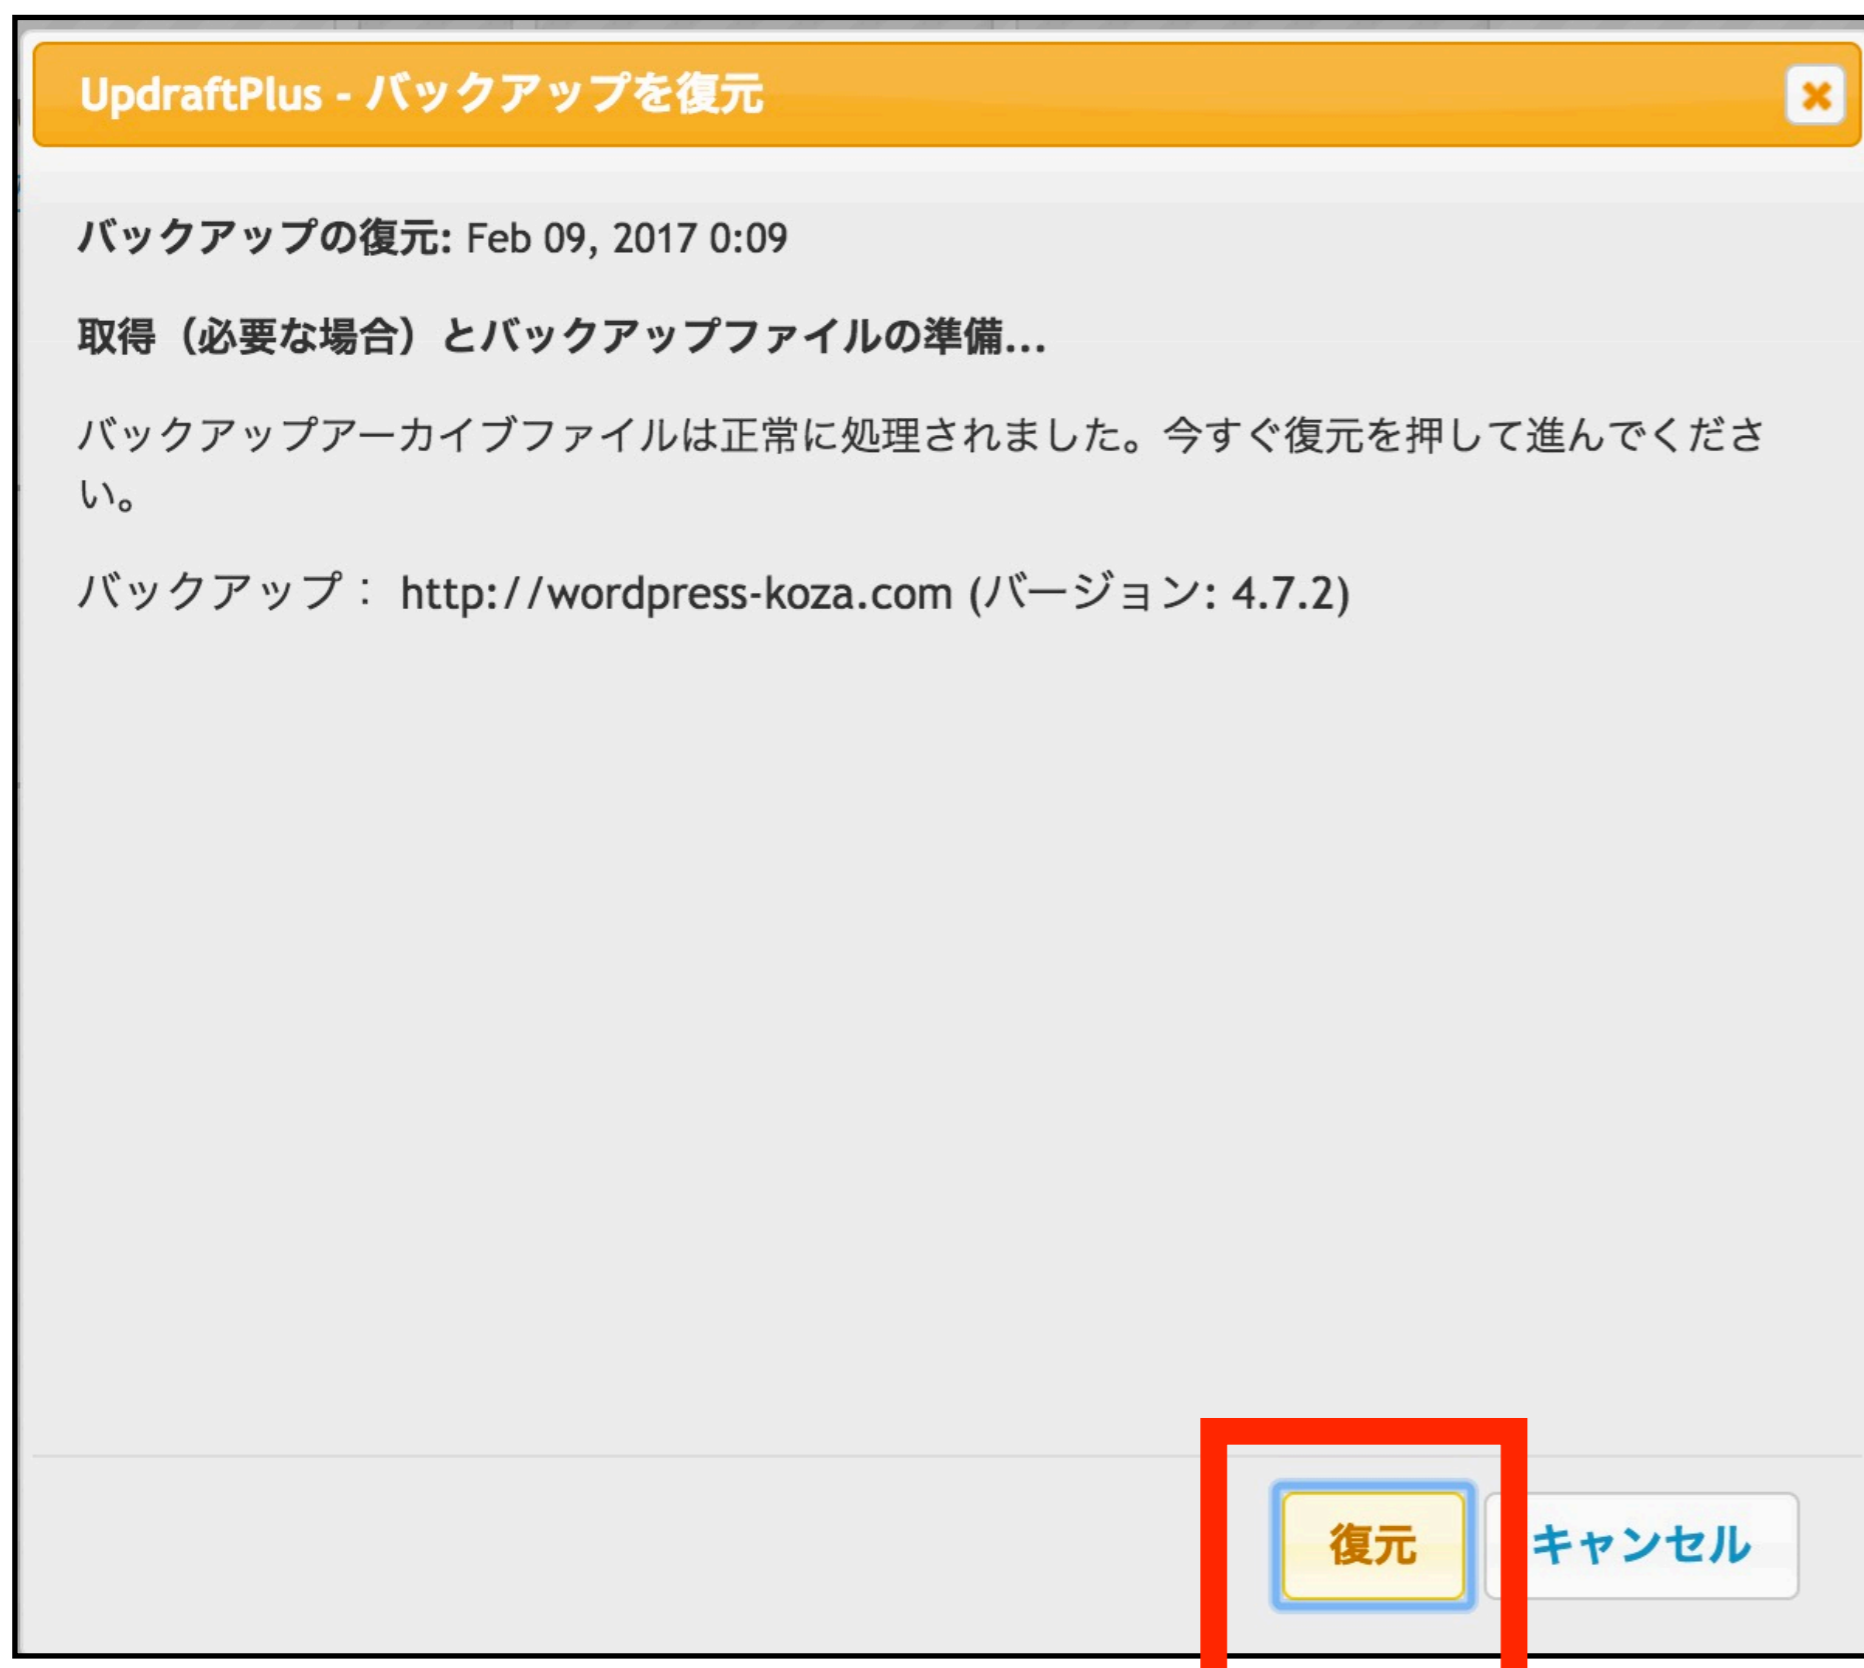 UpdraftPlus - バックアップを復元
バックアップの復元: Feb 09, 2017 0:09
取得（必要な場合）とバックアップファイルの準備...
バックアップアーカイブファイルは正常に処理されました。今すぐ復元を押して進んでくださ
い。
バックアップ： http://wordpress-koza.com (バージョン: 4.7.2)
復元
キャンセル